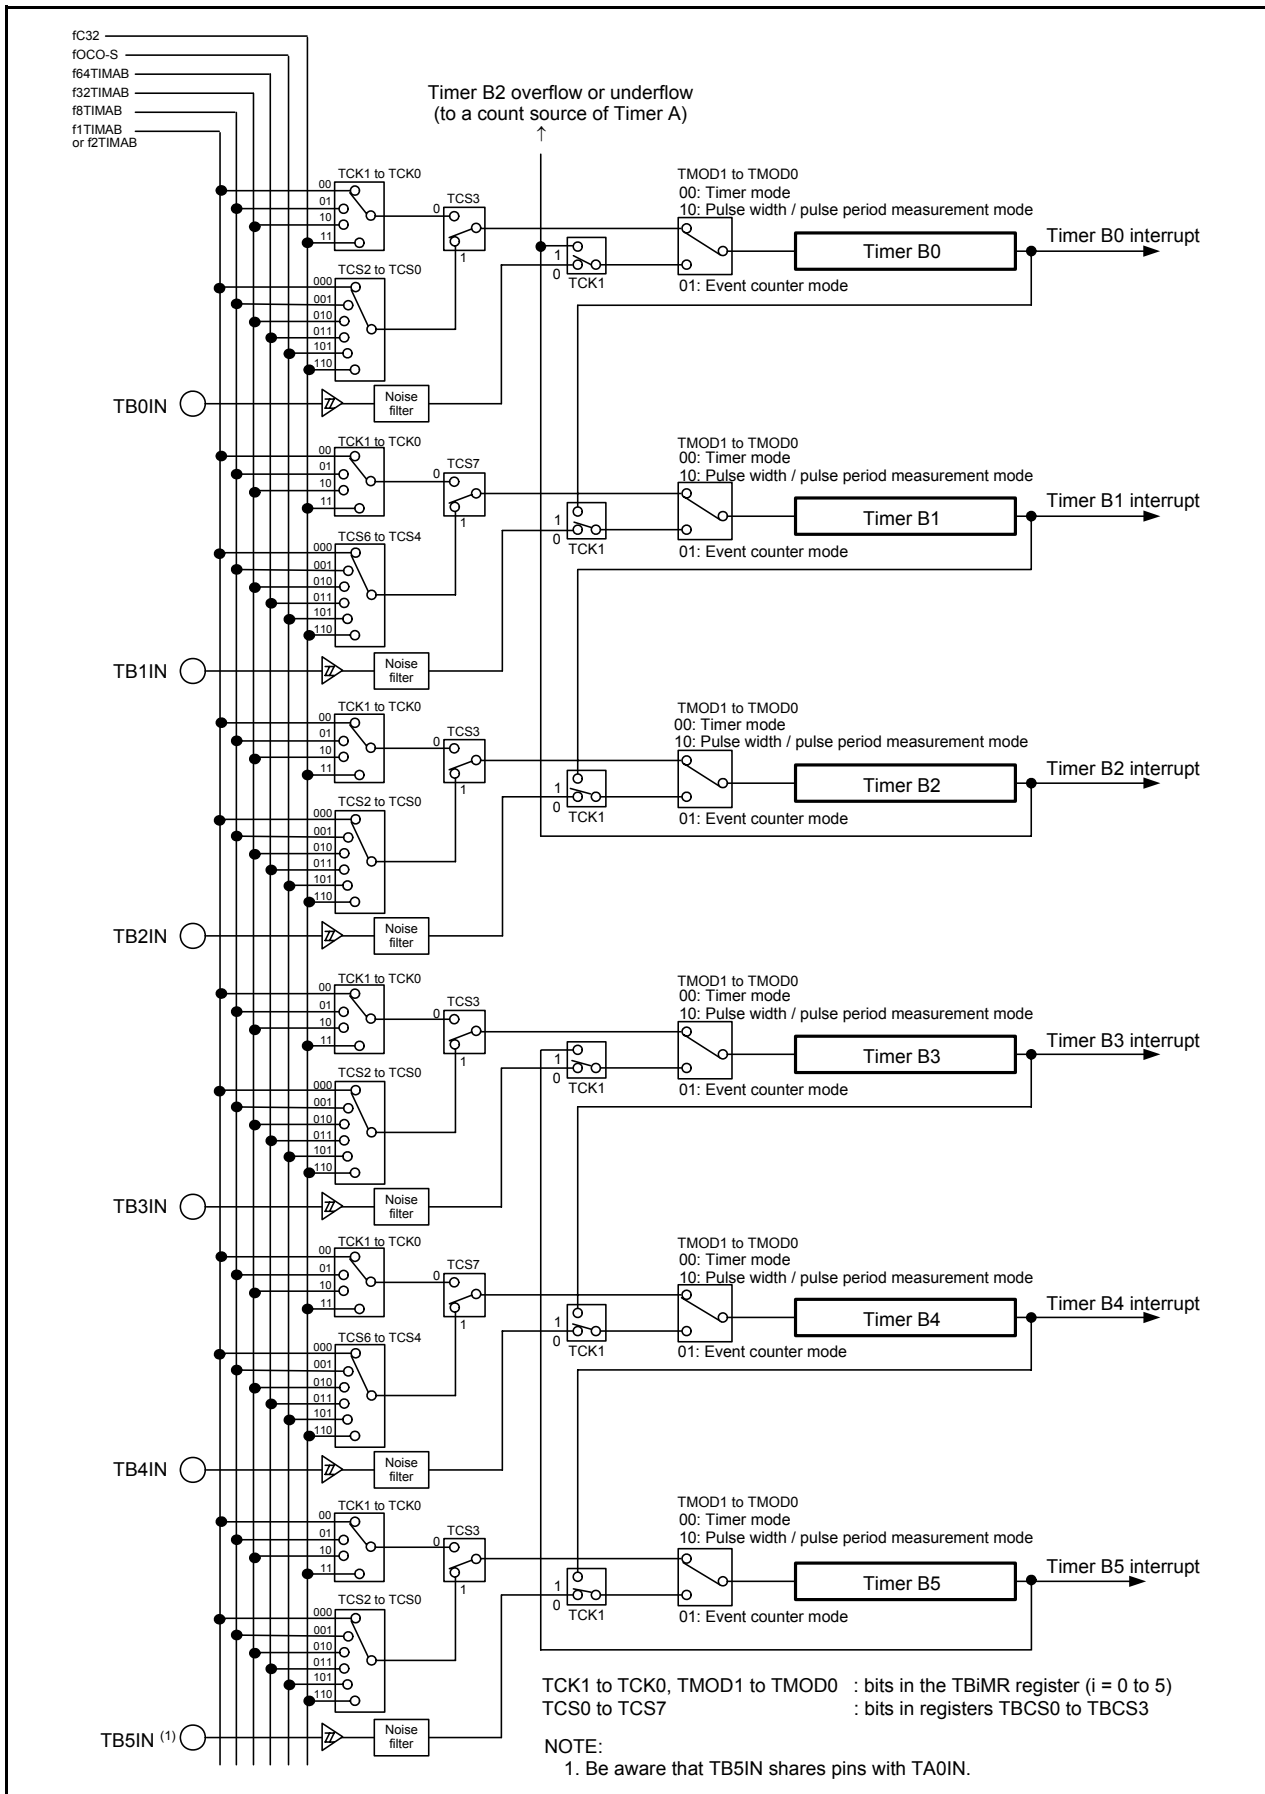 fC32
fOCO-S
f64TIMAB
f32TIMAB
f8TIMAB
f1TIMAB
or f2TIMAB
Timer B2 overflow or underflow
(to a count source of Timer A)
TCK1 to TCK0
00
01
10
11
TCS3
0
1
TMOD1 to TMOD0
00: Timer mode
10: Pulse width / pulse period measurement mode
Timer B0
Timer B0 interrupt
1
0
TCK1
01: Event counter mode
TCS2 to TCS0
000
001
010
011
101
110
TB0IN
Noise
filter
TCK1 to TCK0
00
01
10
11
TCS7
0
1
TMOD1 to TMOD0
00: Timer mode
10: Pulse width / pulse period measurement mode
Timer B1
Timer B1 interrupt
1
0
TCK1
01: Event counter mode
TCS6 to TCS4
000
001
010
011
101
110
TB1IN
Noise
filter
TCK1 to TCK0
00
01
10
11
TCS3
0
1
TMOD1 to TMOD0
00: Timer mode
10: Pulse width / pulse period measurement mode
Timer B2
Timer B2 interrupt
1
0
TCK1
01: Event counter mode
TCS2 to TCS0
000
001
010
011
101
110
TB2IN
Noise
filter
TCK1 to TCK0
00
01
10
11
TCS3
0
1
TMOD1 to TMOD0
00: Timer mode
10: Pulse width / pulse period measurement mode
Timer B3
Timer B3 interrupt
1
0
TCK1
01: Event counter mode
TCS2 to TCS0
000
001
010
011
101
110
TB3IN
Noise
filter
TCK1 to TCK0
00
01
10
11
TCS7
0
1
TMOD1 to TMOD0
00: Timer mode
10: Pulse width / pulse period measurement mode
Timer B4
Timer B4 interrupt
1
0
TCK1
01: Event counter mode
TCS6 to TCS4
000
001
010
011
101
110
TB4IN
Noise
filter
TCK1 to TCK0
00
01
10
11
TCS3
0
1
TMOD1 to TMOD0
00: Timer mode
10: Pulse width / pulse period measurement mode
Timer B5
Timer B5 interrupt
1
0
TCK1
01: Event counter mode
TCS2 to TCS0
000
001
010
011
101
110
TB5IN (1)
Noise
filter
TCK1 to TCK0, TMOD1 to TMOD0 : bits in the TBiMR register (i = 0 to 5)
TCS0 to TCS7 : bits in registers TBCS0 to TBCS3
NOTE:
1. Be aware that TB5IN shares pins with TA0IN.